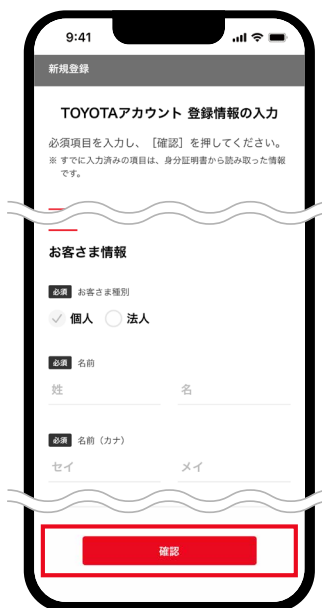 9:41
新規登録
TOYOTAアカウント 登録情報の入力
必須項目を入力し、［確認］を押してください。
※ すでに入力済みの項目は、身分証明書から読み取った情報
です。
お客さま情報
必須 お客さま種別
個人 法人
必須 名前
姓 名
必須 名前（カナ）
セイ メイ
確認